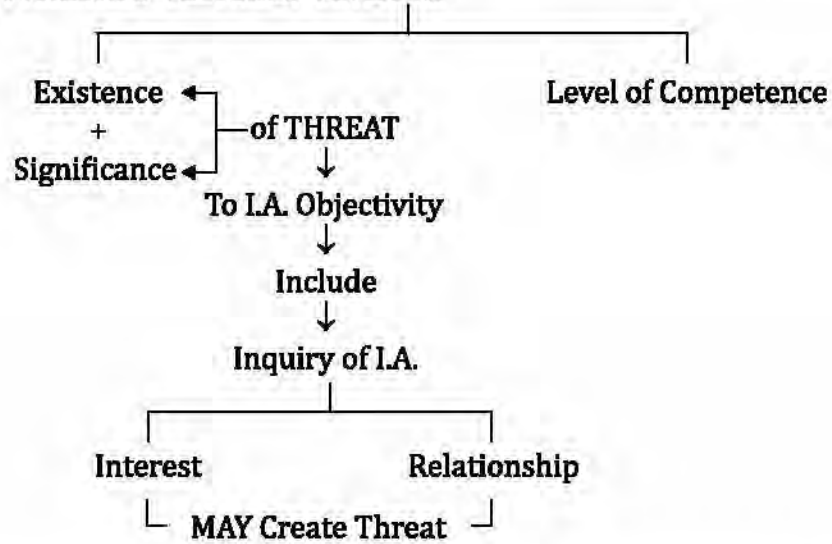 Existence
Level of Competence
+
of THREAT
Significance
To I.A. Objectivity
Include
Inquiry of I.A.
Interest
Relationship
MAY Create Threat